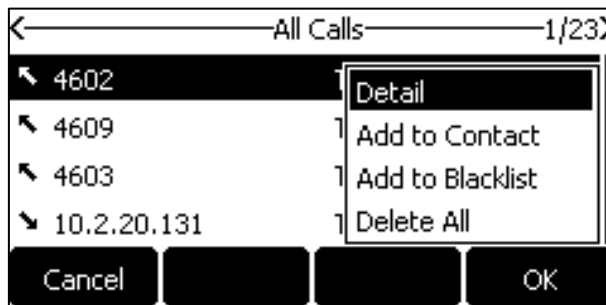 All Calls 1/23
4602
Detail
4609
Add to Contact
4603
Add to Blacklist
10.2.20.131
Delete All
Cancel OK